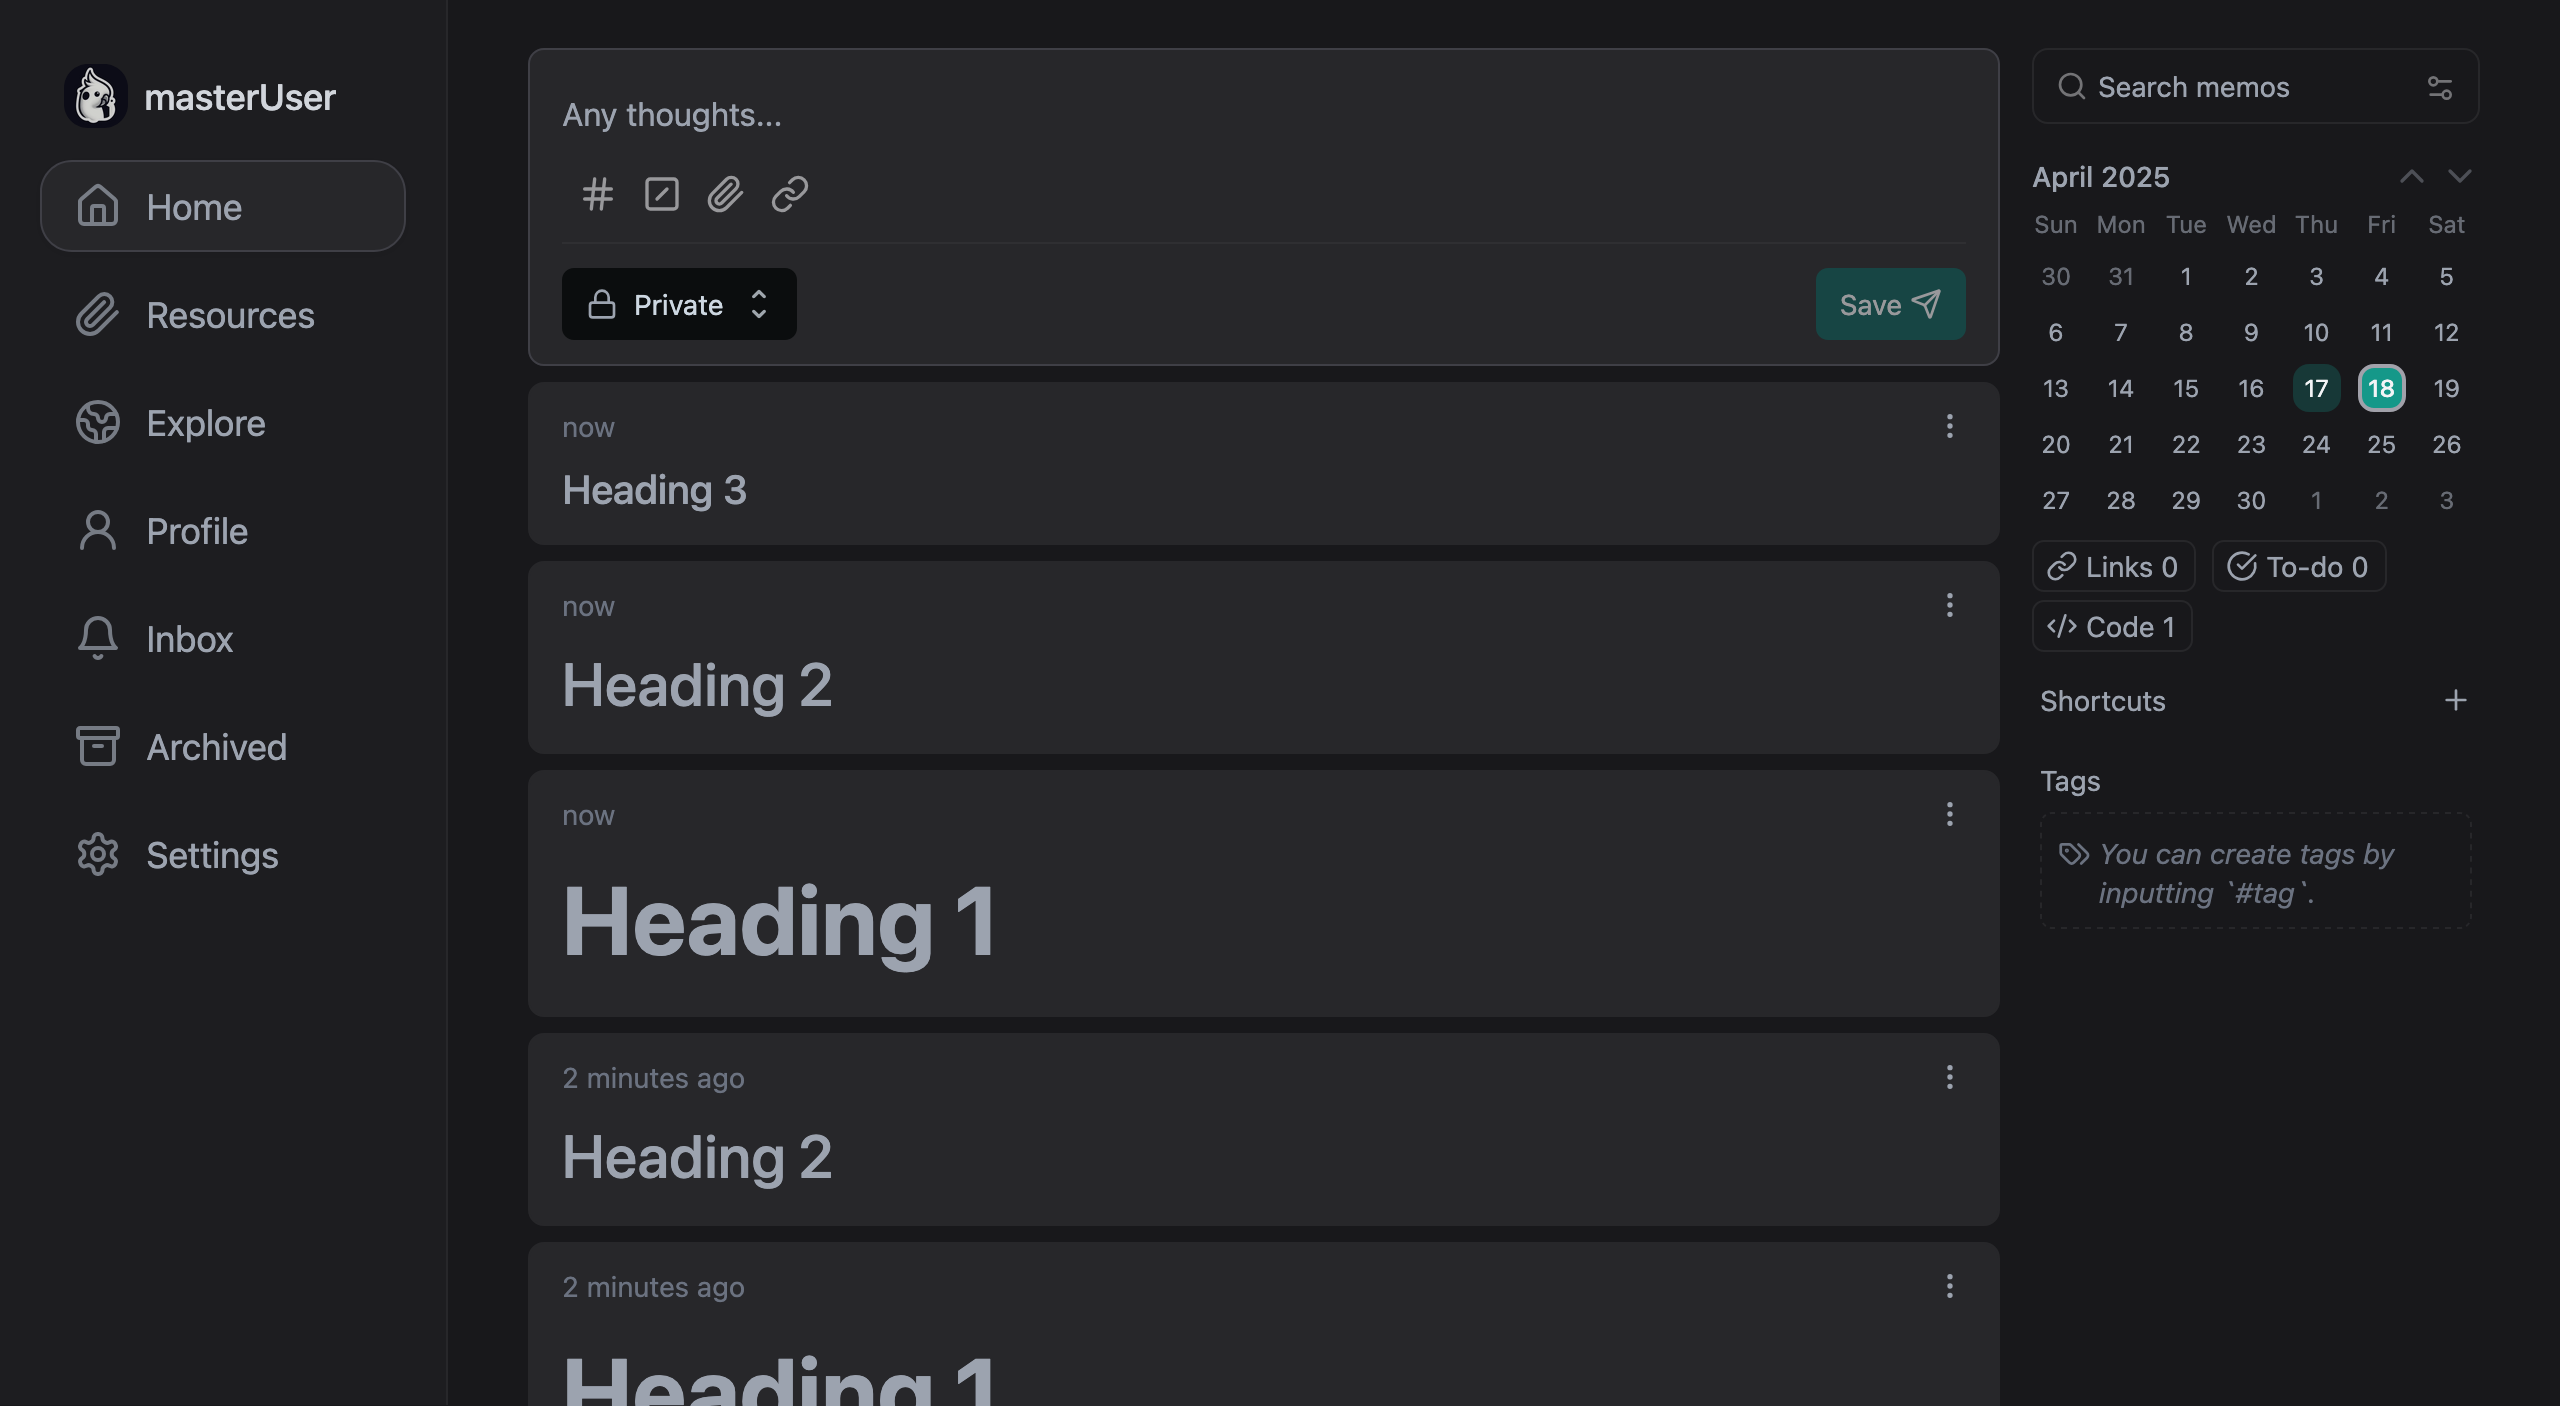 masterUser
Home
Resources
Explore
Profile
Inbox
Archived
Settings
Any thoughts...
Private
Save
now
Heading 3
now
Heading 2
now
Heading 1
2 minutes ago
Heading 2
2 minutes ago
Heading 1
Search memos
April 2025
Sun Mon Tue Wed Thu Fri Sat
30 31 1 2 3 4 5
6 7 8 9 10 11 12
13 14 15 16 17 18 19
20 21 22 23 24 25 26
27 28 29 30 1 2 3
Links 0 To-do 0
Code 1
Shortcuts
Tags
You can create tags by
inputting `#tag`.